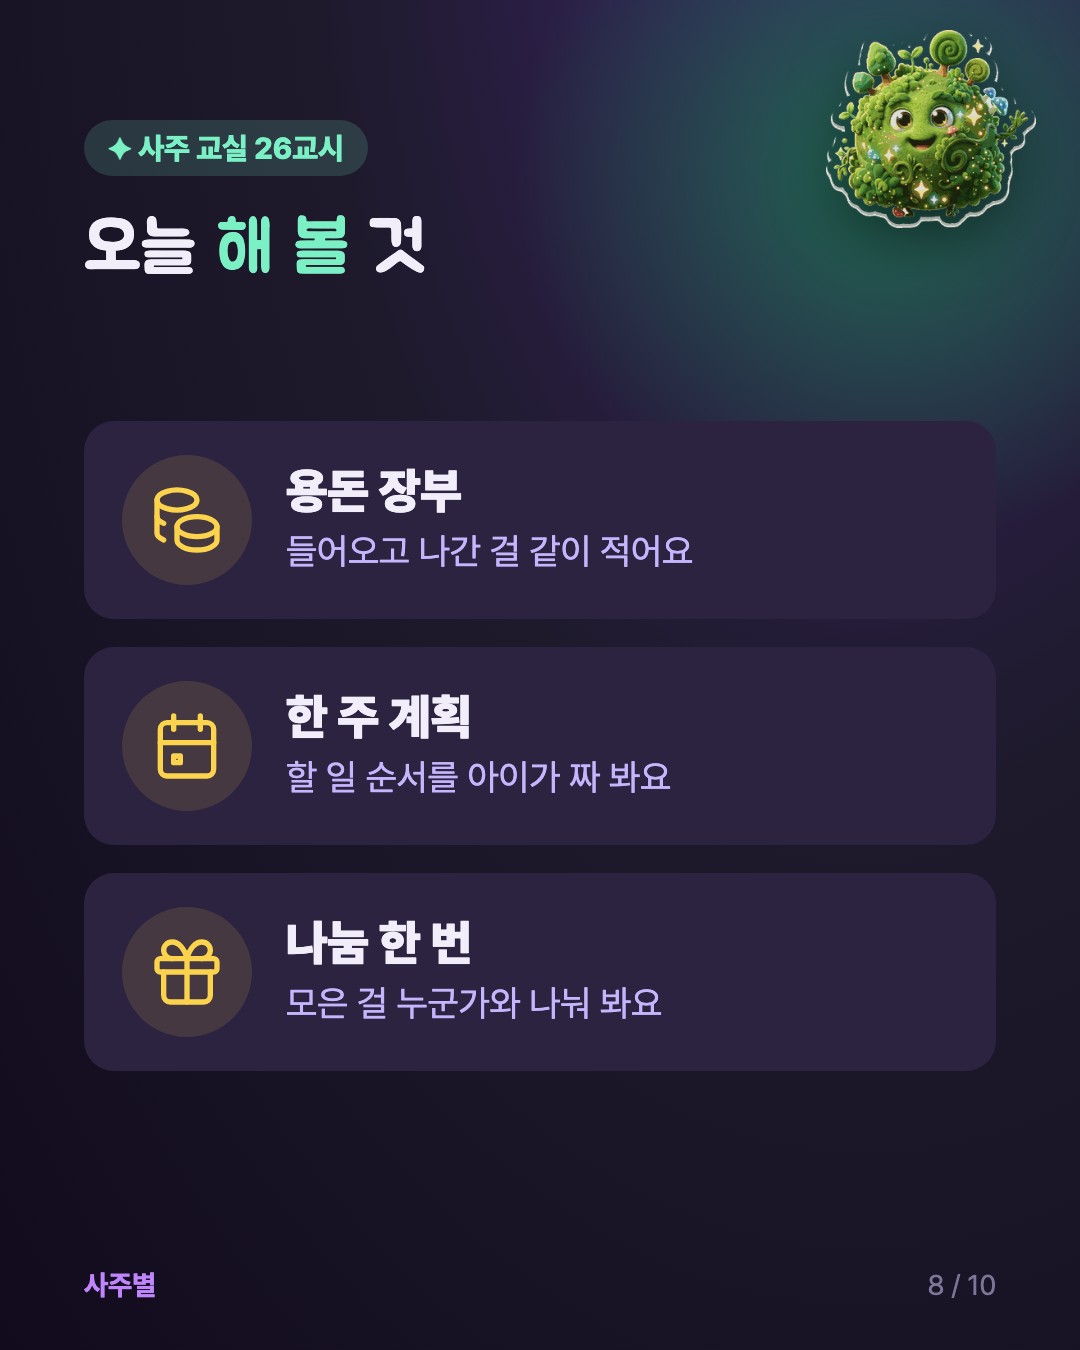 ✦ 사주 교실 26교시
오늘 해 볼 것
용돈 장부
들어오고 나간 걸 같이 적어요
한 주 계획
할 일 순서를 아이가 짜 봐요
나눔 한 번
모은 걸 누군가와 나눠 봐요
사주별
8 / 10